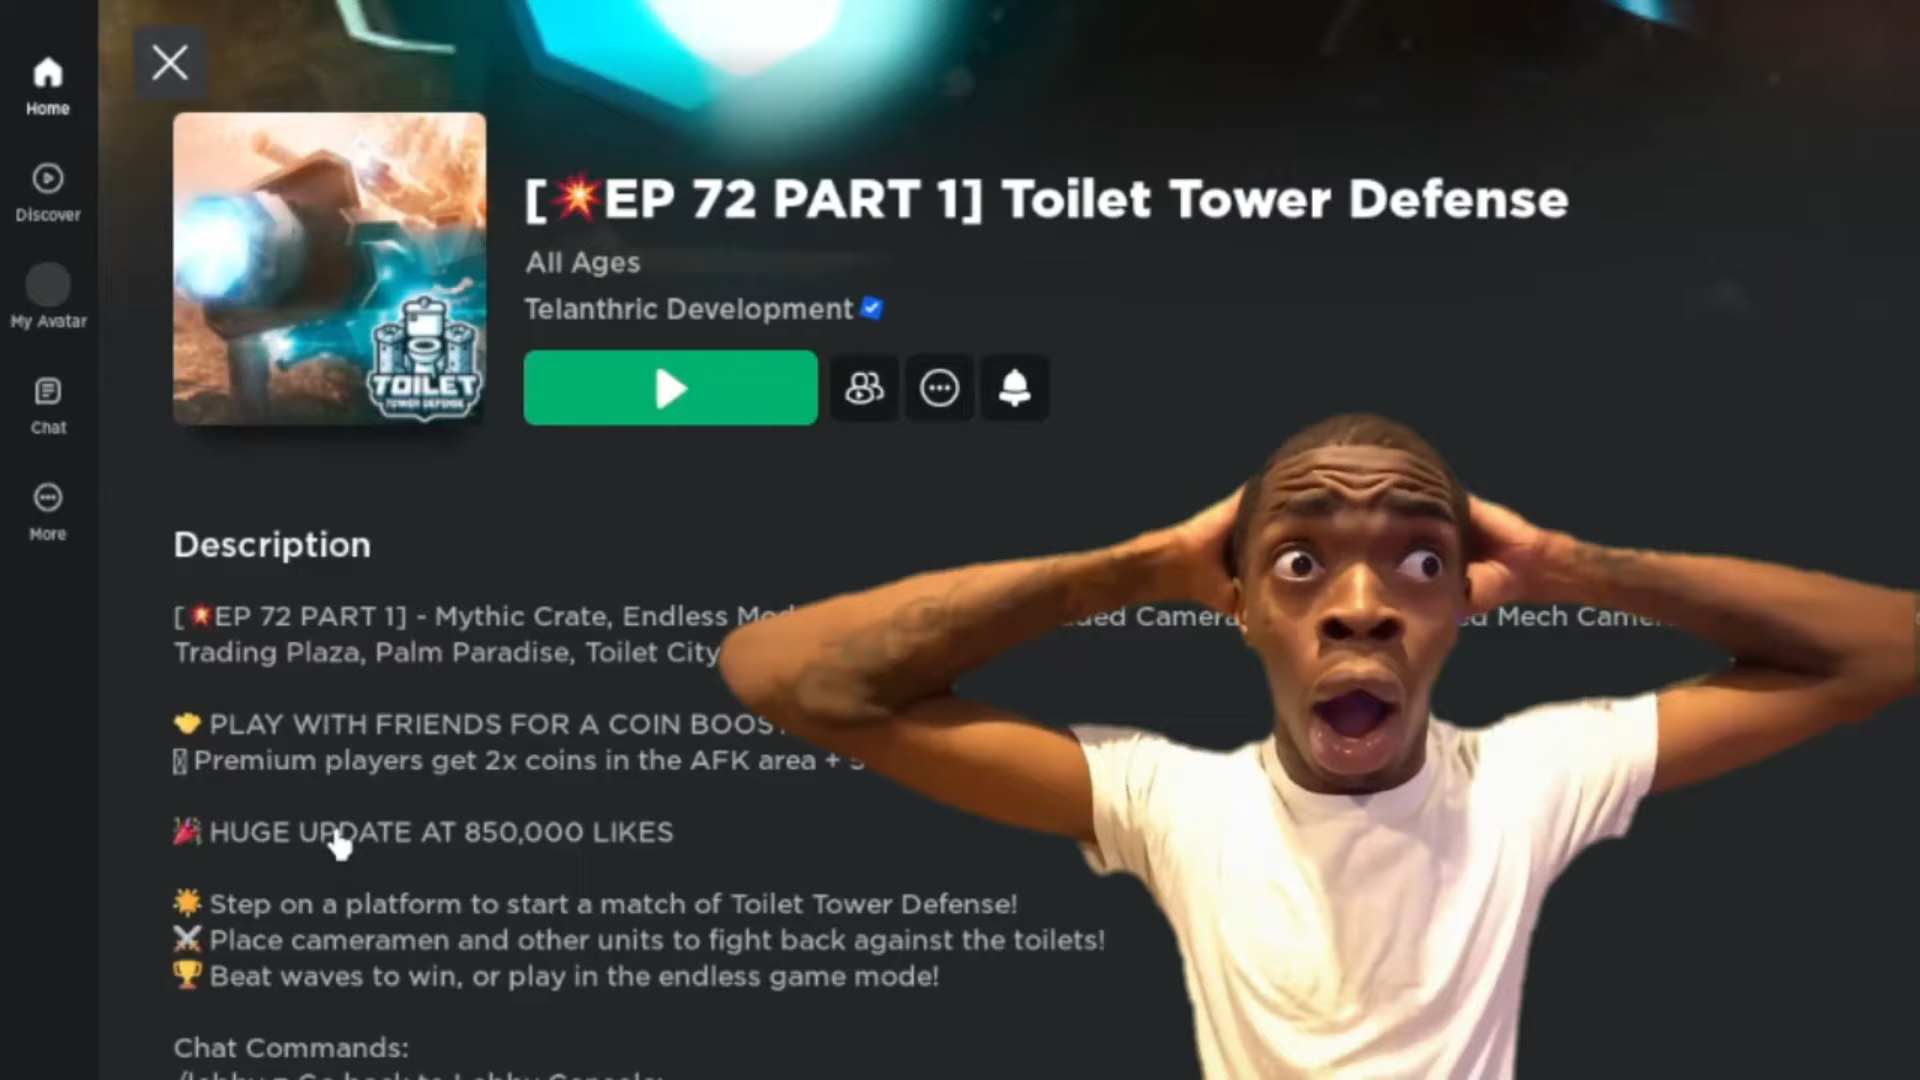 Home
Discover
My Avatar
Chat
More
TOILET
TOWER DEFENSE
[💥EP 72 PART 1] Toilet Tower Defense
All Ages
Telanthric Development
Description
[💥EP 72 PART 1] - Mythic Crate, Endless Camera Mech
Trading Plaza, Palm Paradise, Toilet City
🤝 PLAY WITH FRIENDS FOR A COIN
Premium players get 2x coins in the AFK area +
🎉 HUGE UPDATE AT 850,000 LIKES
🌟 Step on a platform to start a match of Toilet Tower Defense!
⚔️ Place cameramen and other units to fight back against the toilets!
🏆 Beat waves to win, or play in the endless game mode!
Chat Commands: